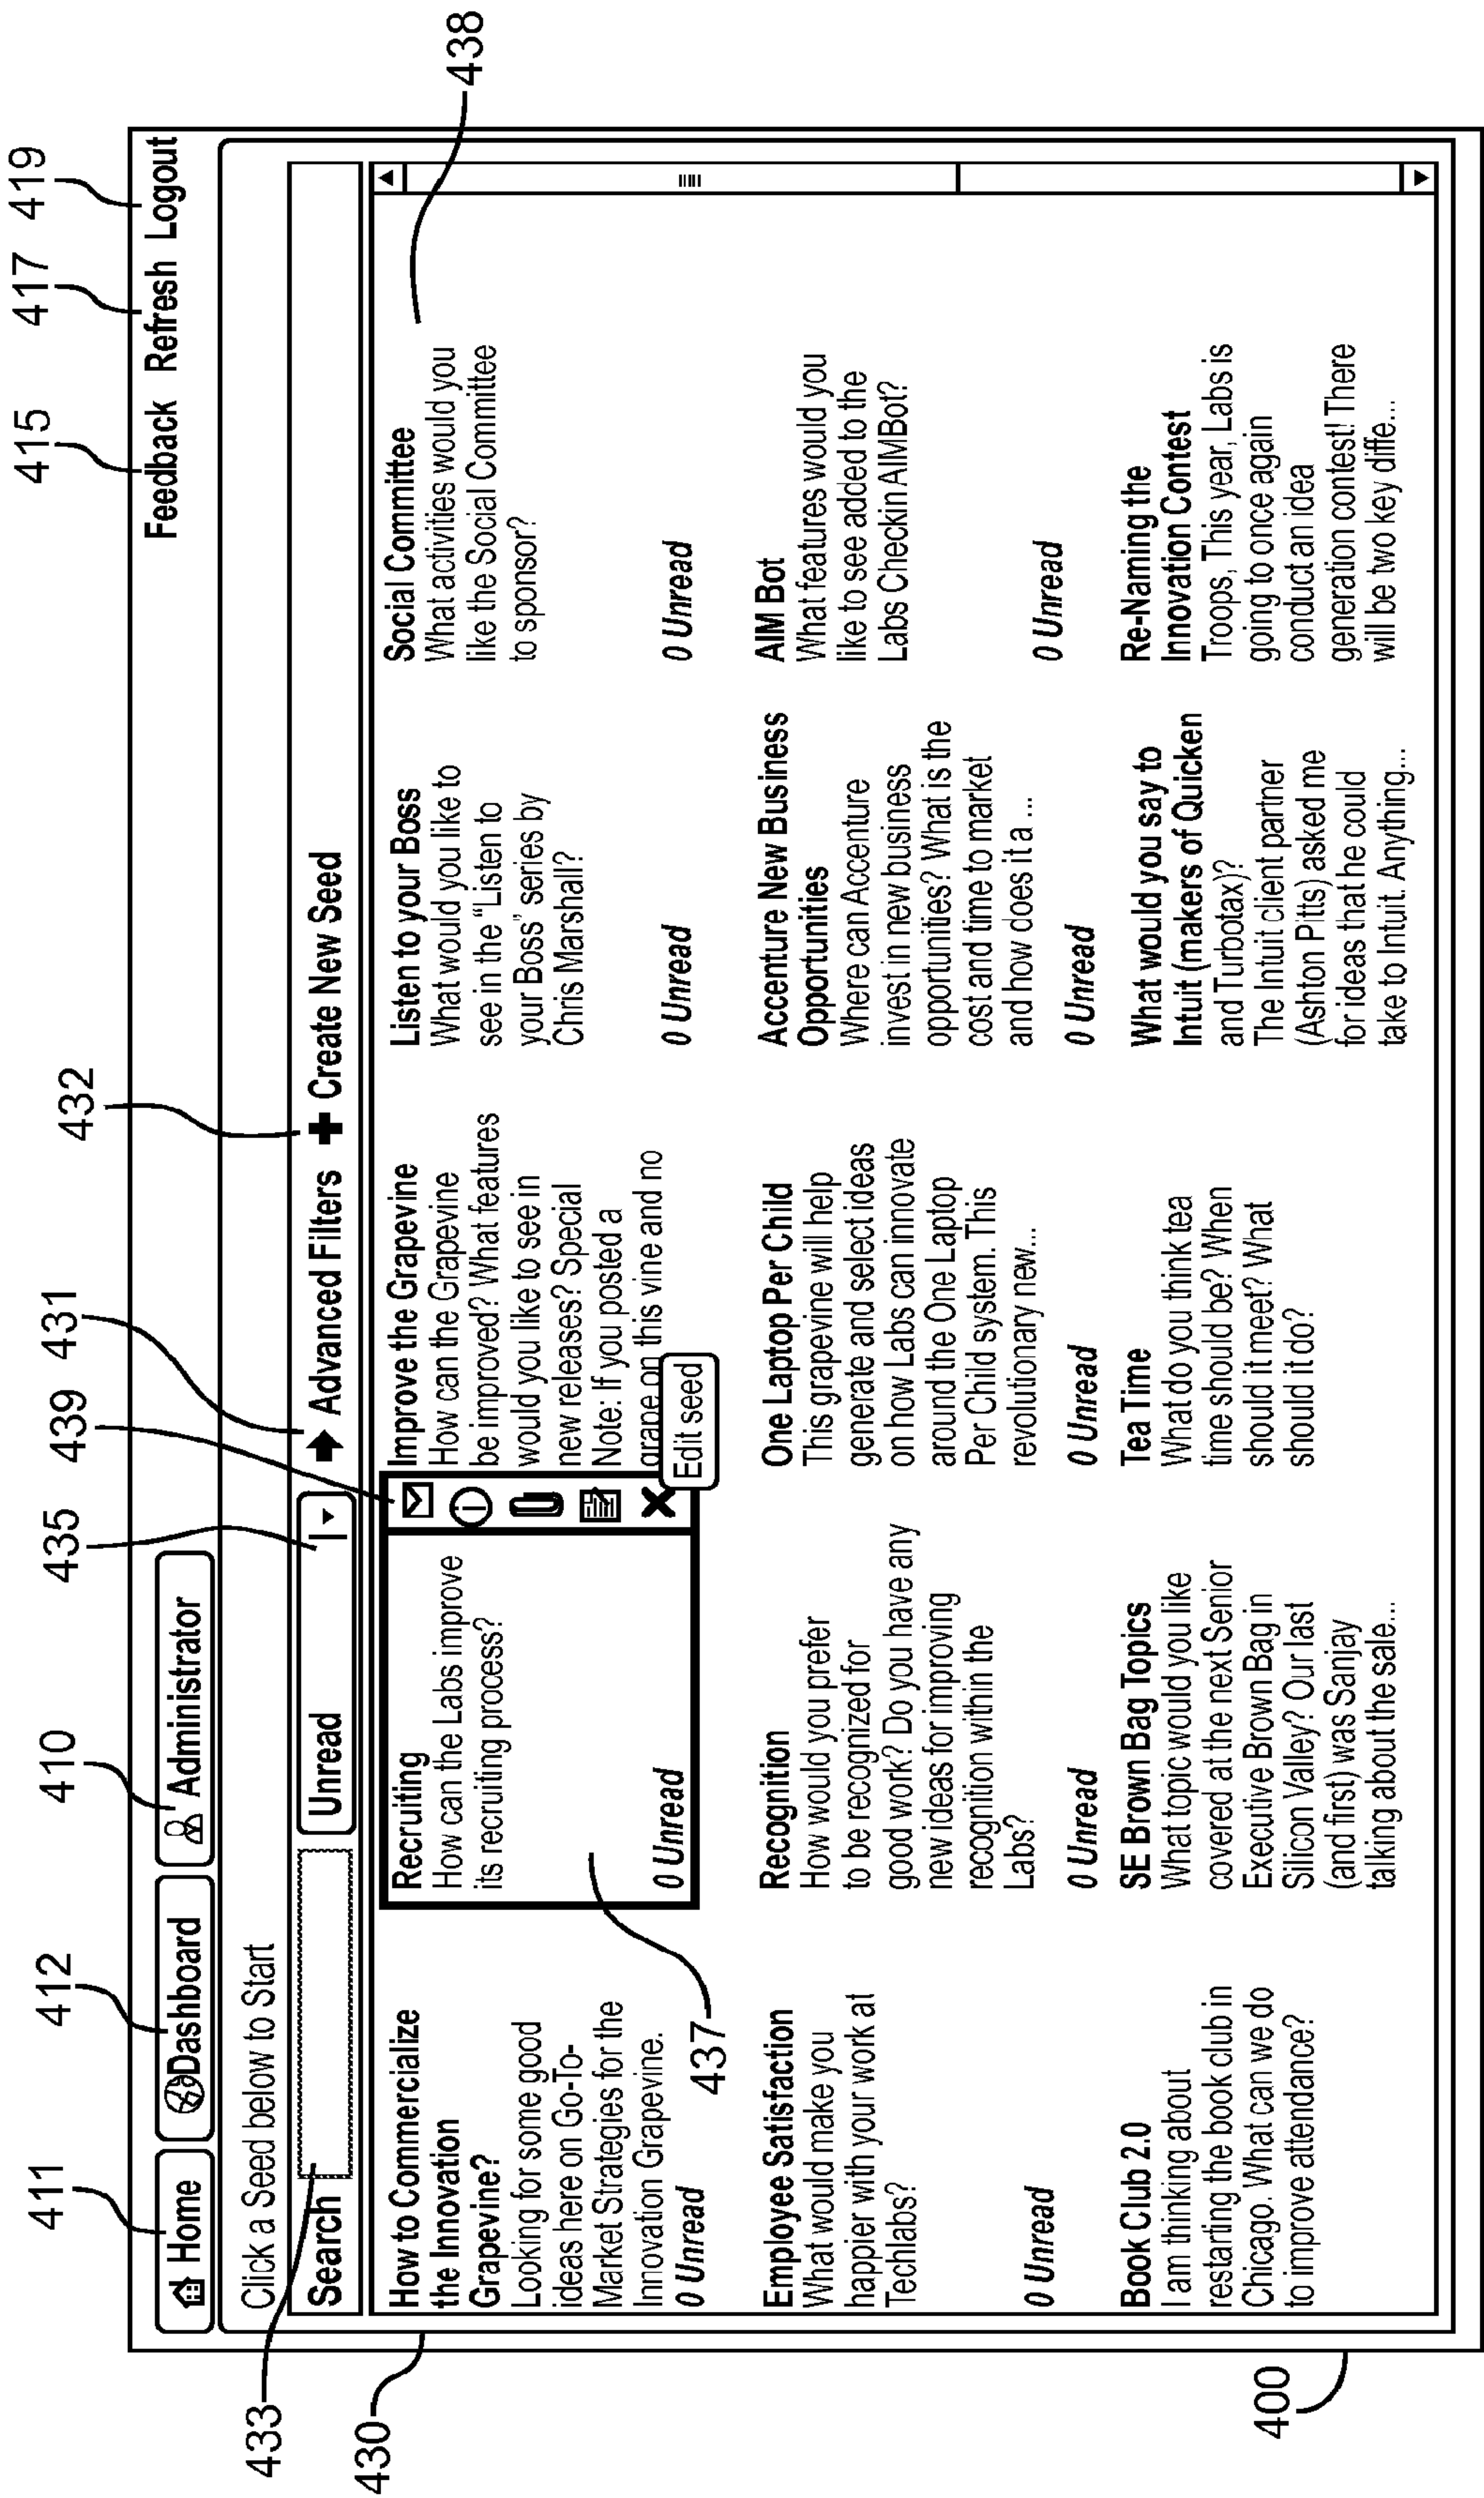 411
412
410
415
417
419
Home
Dashboard
Administrator
Feedback
Refresh
Logout
Click a Seed below to Start
433
435
439
431
432
Search
Unread
Advanced Filters
Create New Seed
430
438
How to Commercialize
the Innovation
Grapevine?
Looking for some good
ideas here on Go-To-
Market Strategies for the
Innovation Grapevine.
0 Unread
Recruiting
How can the Labs improve
its recruiting process?
0 Unread
437
Edit seed
Improve the Grapevine
How can the Grapevine
be improved? What features
would you like to see in
new releases? Special
Note: If you posted a
grape on this vine and no
Listen to your Boss
What would you like to
see in the "Listen to
your Boss" series by
Chris Marshall?
0 Unread
Social Committee
What activities would you
like the Social Committee
to sponsor?
0 Unread
Employee Satisfaction
What would make you
happier with your work at
Techlabs?
0 Unread
Recognition
How would you prefer
to be recognized for
good work? Do you have any
new ideas for improving
recognition within the
Labs?
0 Unread
One Laptop Per Child
This grapevine will help
generate and select ideas
on how Labs can innovate
around the One Laptop
Per Child system. This
revolutionary new...
0 Unread
Accenture New Business
Opportunities
Where can Accenture
invest in new business
opportunities? What is the
cost and time to market
and how does it a ...
0 Unread
AIM Bot
What features would you
like to see added to the
Labs Checkin AIMBot?
0 Unread
Book Club 2.0
I am thinking about
restarting the book club in
Chicago. What can we do
to improve attendance?
SE Brown Bag Topics
What topic would you like
covered at the next Senior
Executive Brown Bag in
Silicon Valley? Our last
(and first) was Sanjay
talking about the sale...
Tea Time
What do you think tea
time should be? When
should it meet? What
should it do?
What would you say to
Intuit (makers of Quicken
and Turbotax)?
The Intuit client partner
(Ashton Pitts) asked me
for ideas that he could
take to Intuit. Anything...
Re-Naming the
Innovation Contest
Troops, This year, Labs is
going to once again
conduct an idea
generation contest! There
will be two key diffe...
400